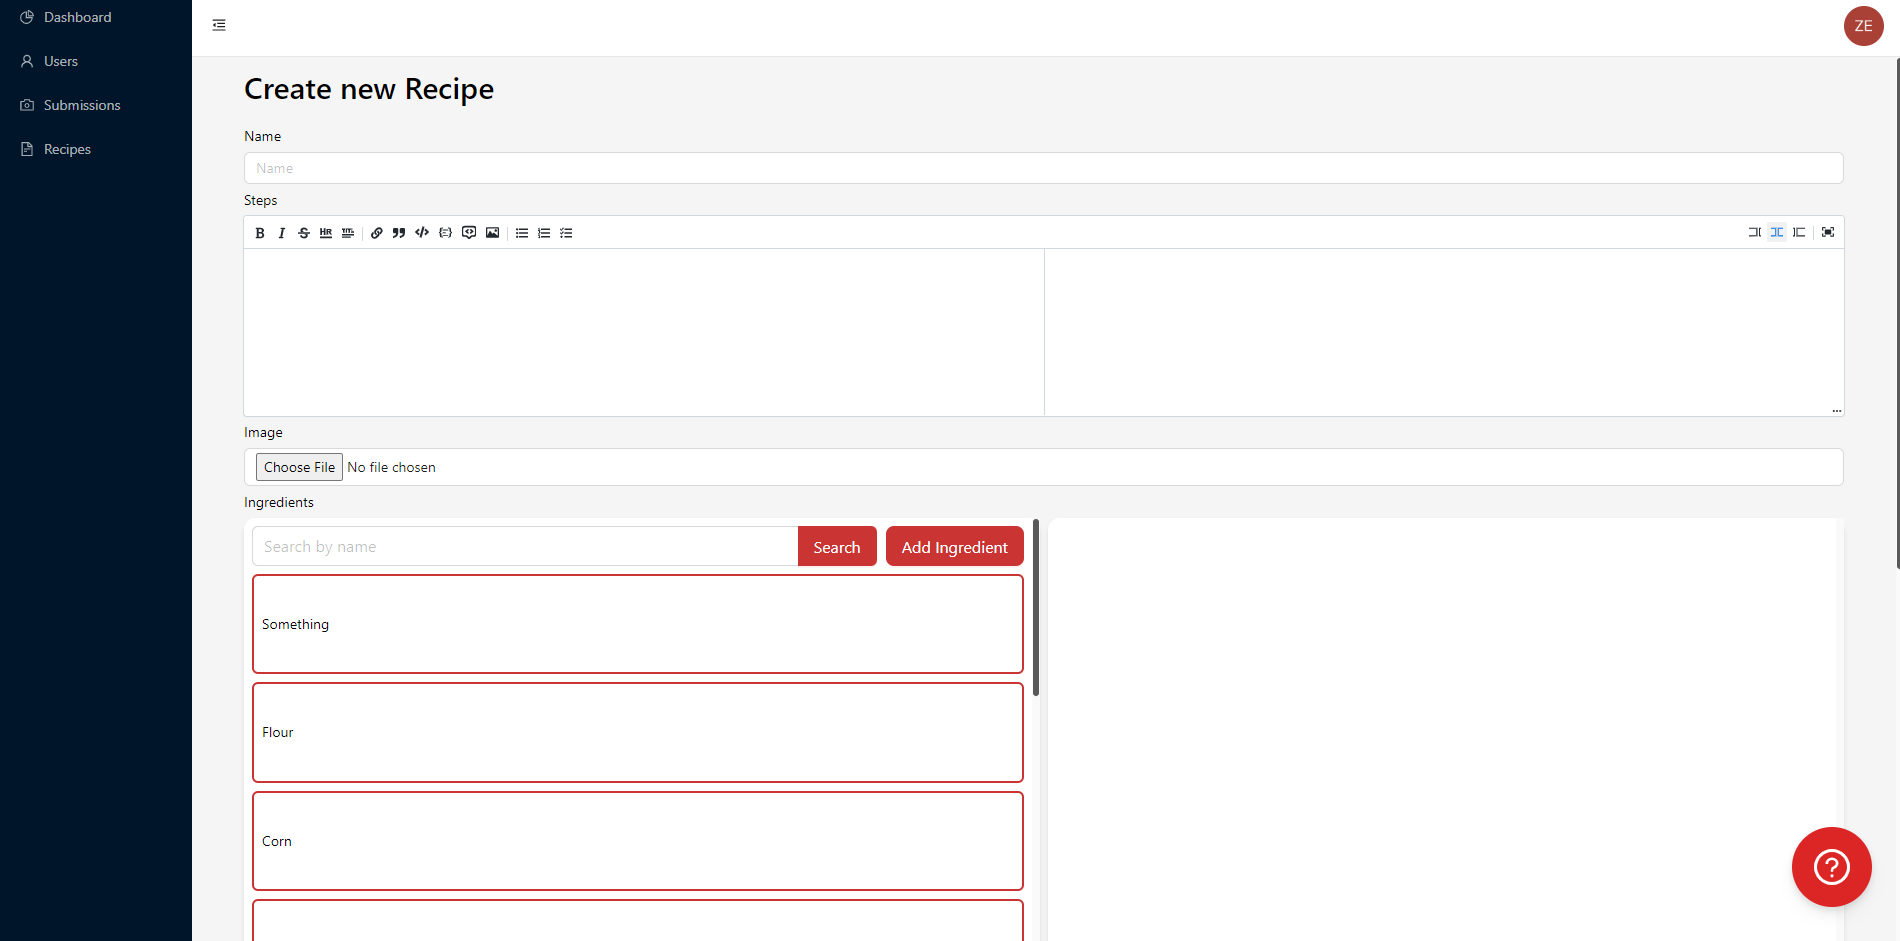 Dashboard
Users
Submissions
Recipes
ZE
Create new Recipe
Name
Name
Steps
B I S HR
Image
Choose File No file chosen
Ingredients
Search by name Search Add Ingredient
Something
Flour
Corn